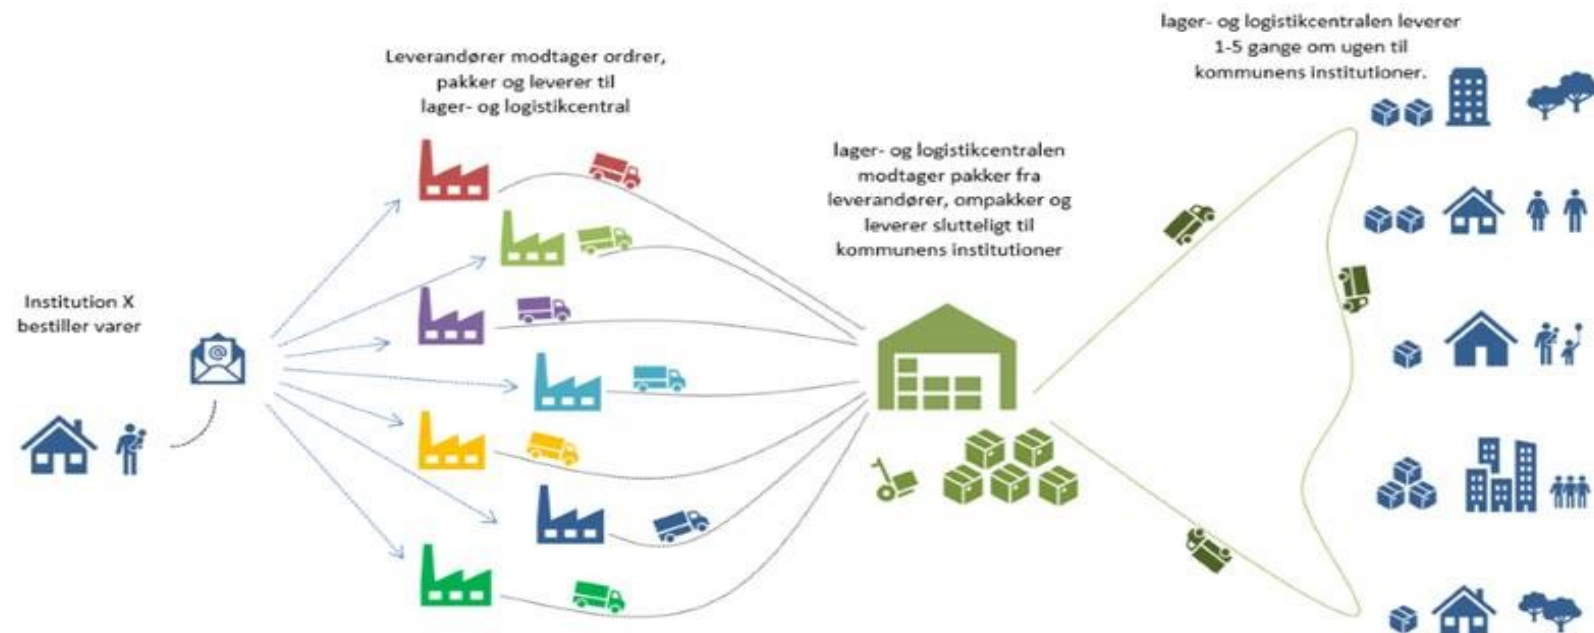 Institution X
bestiller varer
Leverandører modtager ordrer,
pakker og leverer til
lager- og logistikcentral
lager- og logistikcentralen
modtager pakker fra
leverandører, ompakker og
leverer slutteligt til
kommunens institutioner
lager- og logistikcentralen leverer
1-5 gange om ugen til
kommunens institutioner.
@